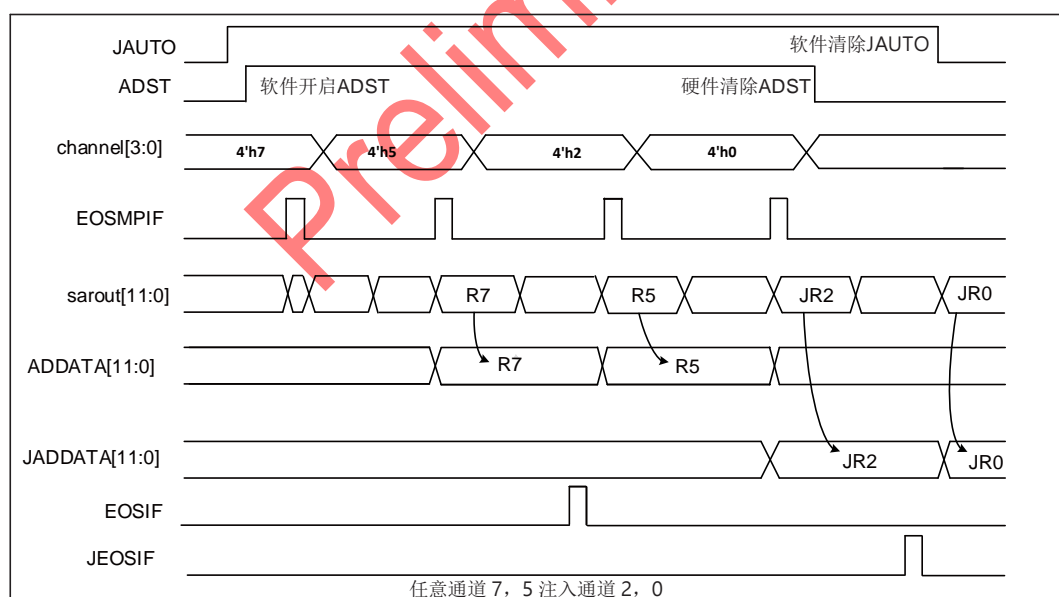 JAUTO
软件清除JAUTO
ADST
软件开启ADST
硬件清除ADST
channel[3:0]
4'h7
4'h5
4'h2
4'h0
EOSMPIF
sarout[11:0]
R7
R5
JR2
JR0
ADDATA[11:0]
R7
R5
JADDATA[11:0]
JR2
JR0
EOSIF
JEOSIF
任意通道 7，5 注入通道 2，0
Prelim